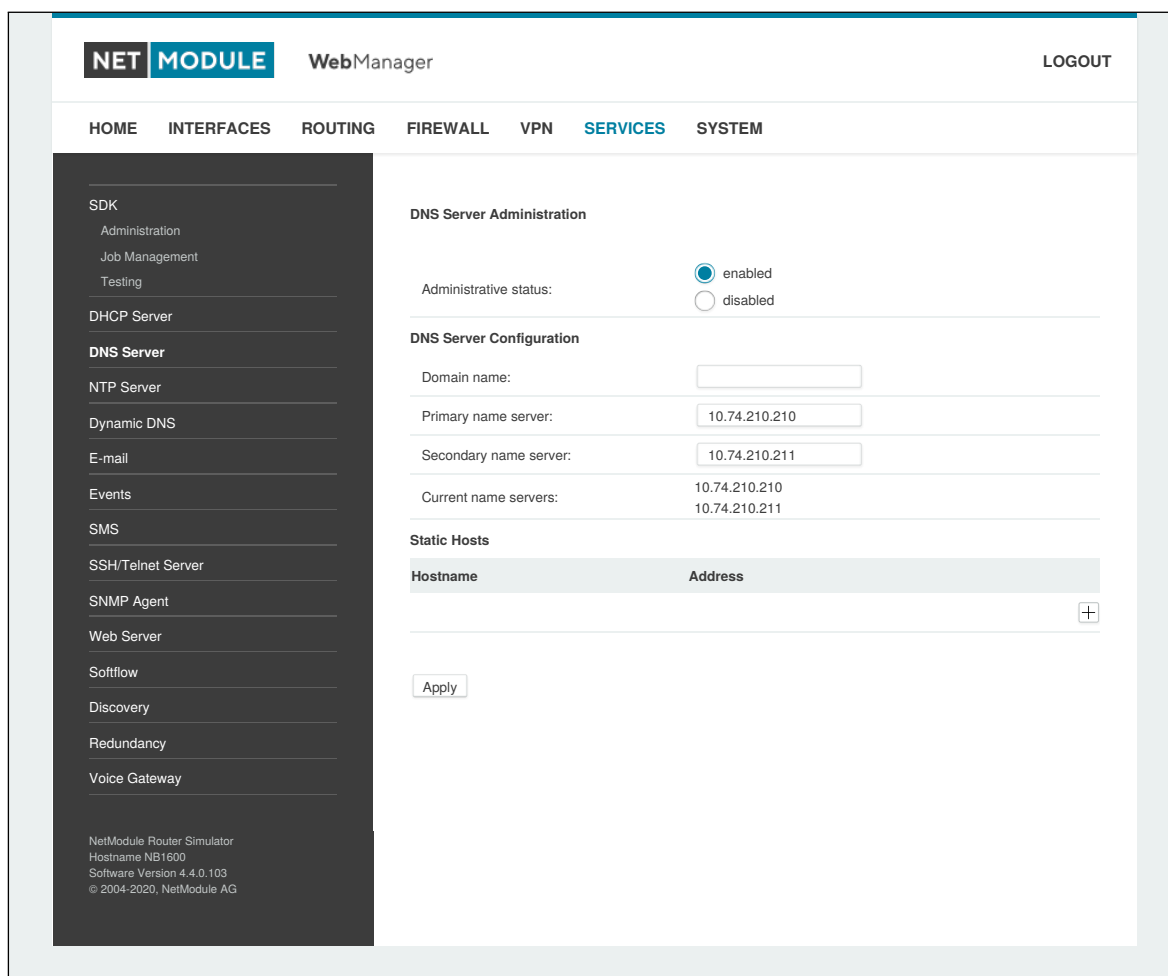 NET MODULE WebManager LOGOUT
HOME INTERFACES ROUTING FIREWALL VPN SERVICES SYSTEM
SDK
Administration
Job Management
Testing
DHCP Server
DNS Server
NTP Server
Dynamic DNS
E-mail
Events
SMS
SSH/Telnet Server
SNMP Agent
Web Server
Softflow
Discovery
Redundancy
Voice Gateway
NetModule Router Simulator
Hostname NB1600
Software Version 4.4.0.103
© 2004-2020, NetModule AG
DNS Server Administration
Administrative status:
enabled
disabled
DNS Server Configuration
Domain name:
Primary name server: 10.74.210.210
Secondary name server: 10.74.210.211
Current name servers:
10.74.210.210
10.74.210.211
Static Hosts
Hostname Address
Apply